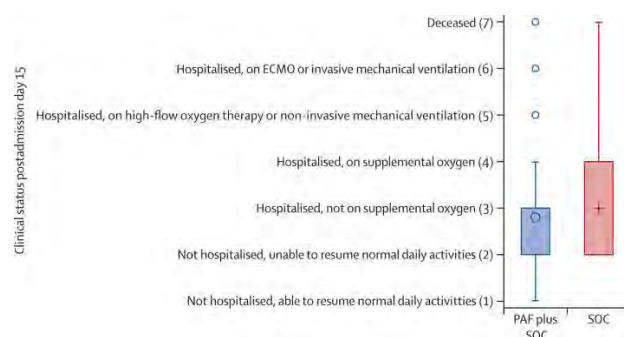 Clinical status postadmission day 15
Deceased (7)
Hospitalised, on ECMO or invasive mechanical ventilation (6)
Hospitalised, on high-flow oxygen therapy or non-invasive mechanical ventilation (5)
Hospitalised, on supplemental oxygen (4)
Hospitalised, not on supplemental oxygen (3)
Not hospitalised, unable to resume normal daily activities (2)
Not hospitalised, able to resume normal daily activitties (1)
PAF plus
SOC
SOC